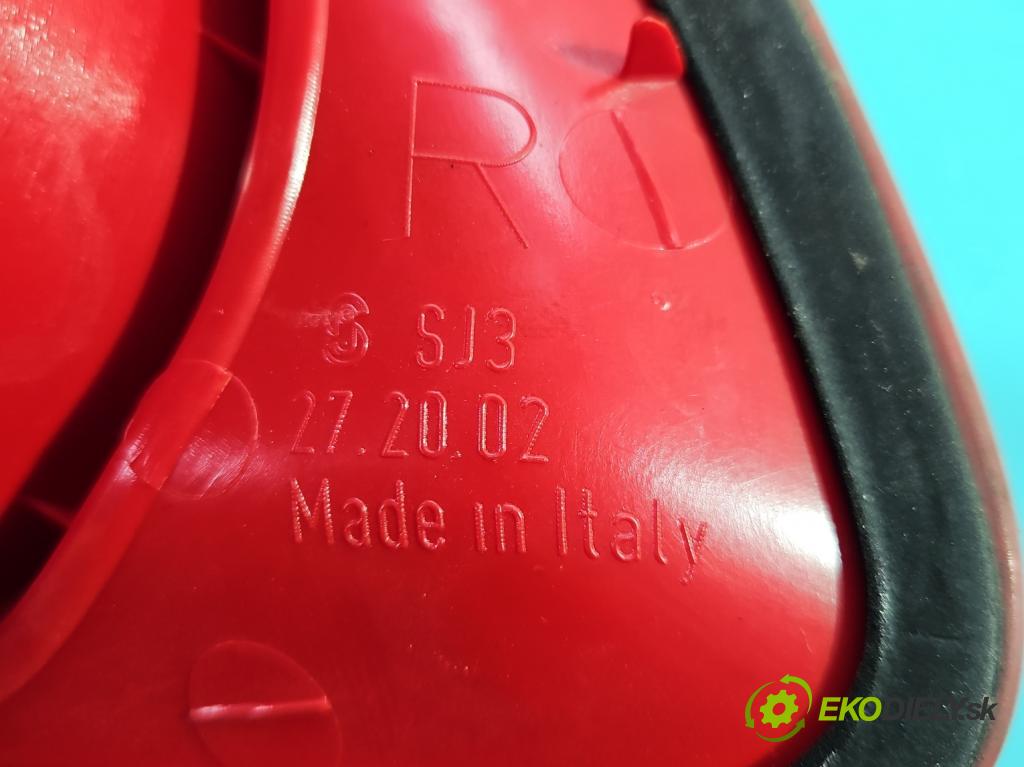 R
SJ3
27.20.02
Made in Italy
EKODIELY.sk